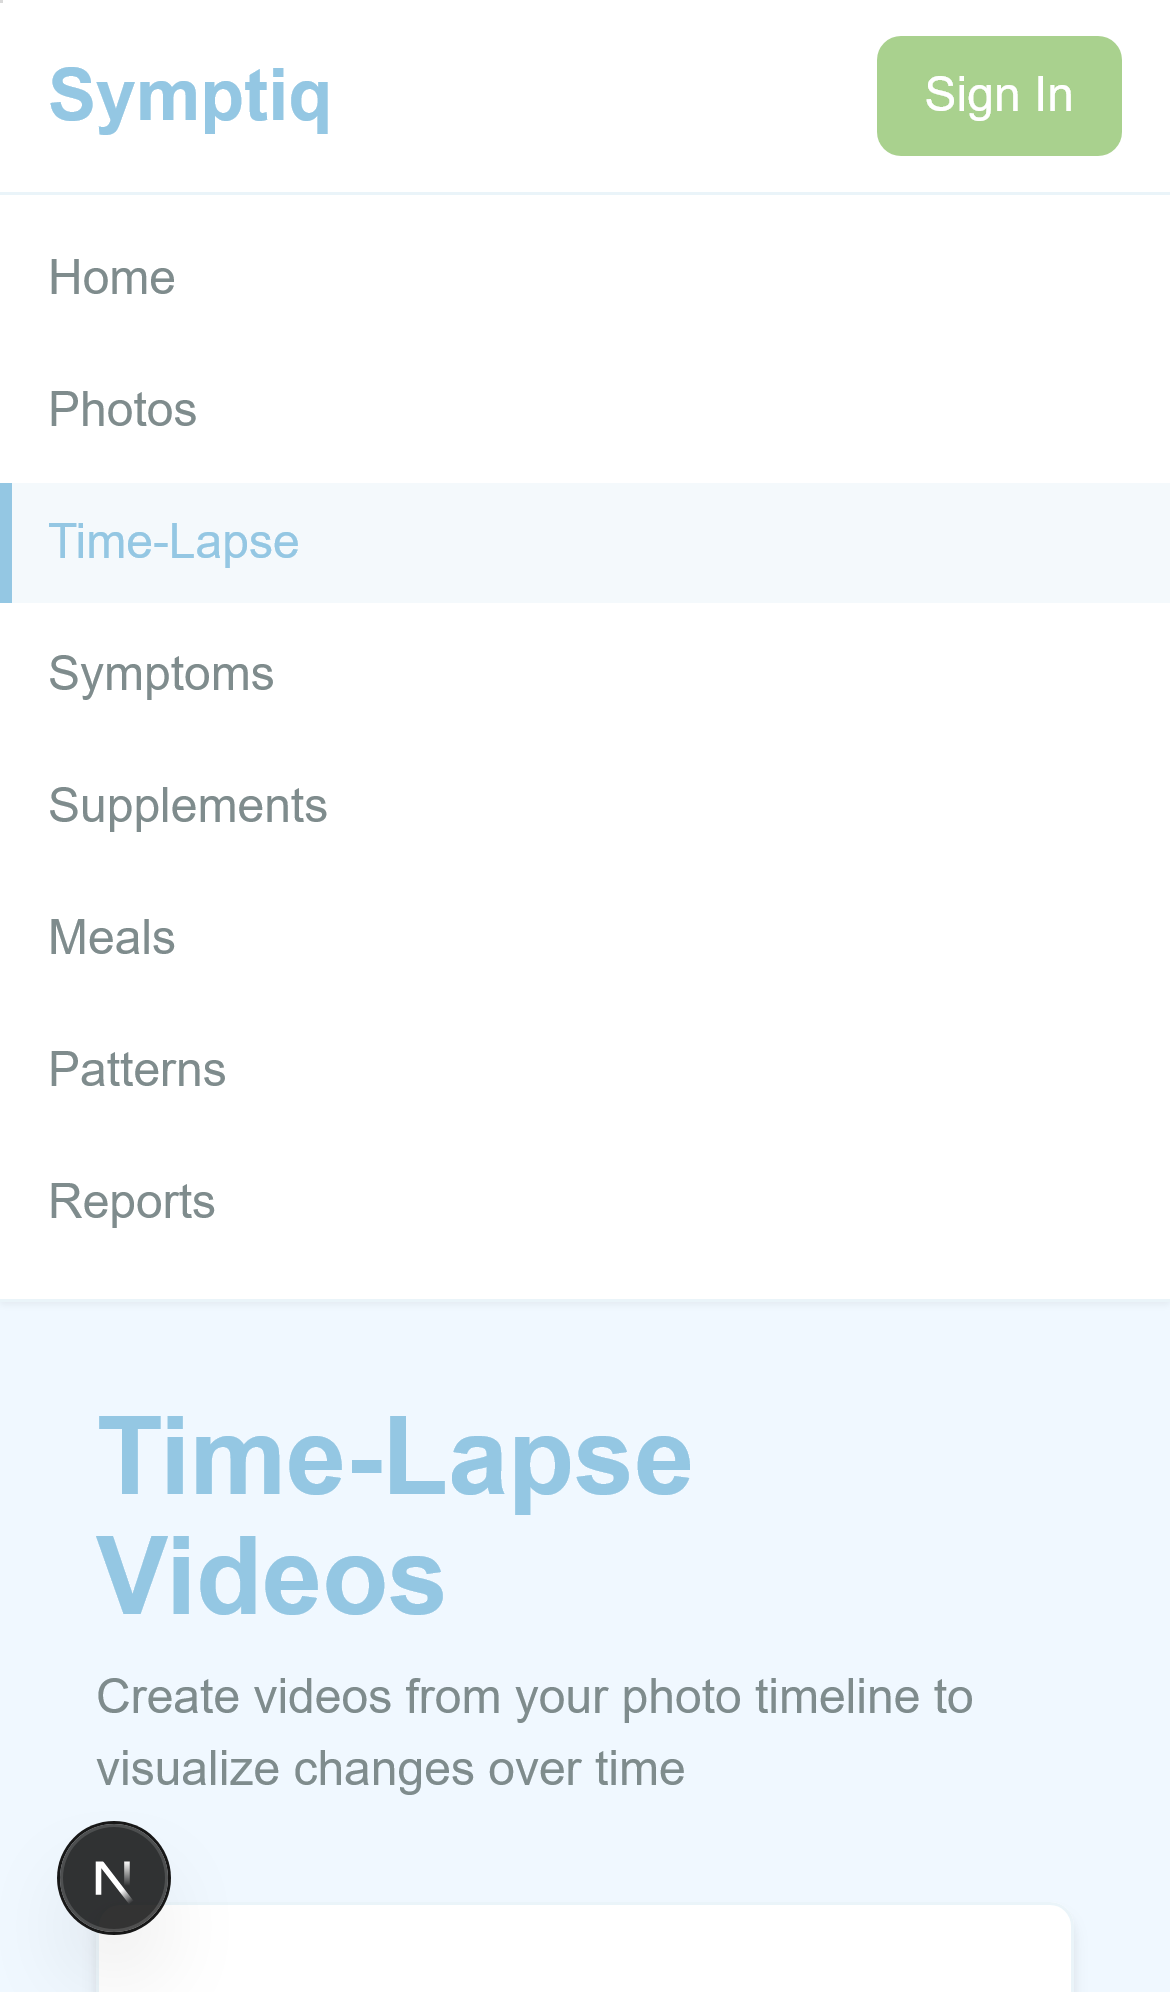 Symptiq
Sign In
Home
Photos
Time-Lapse
Symptoms
Supplements
Meals
Patterns
Reports
Time-Lapse
Videos
Create videos from your photo timeline to
visualize changes over time
N